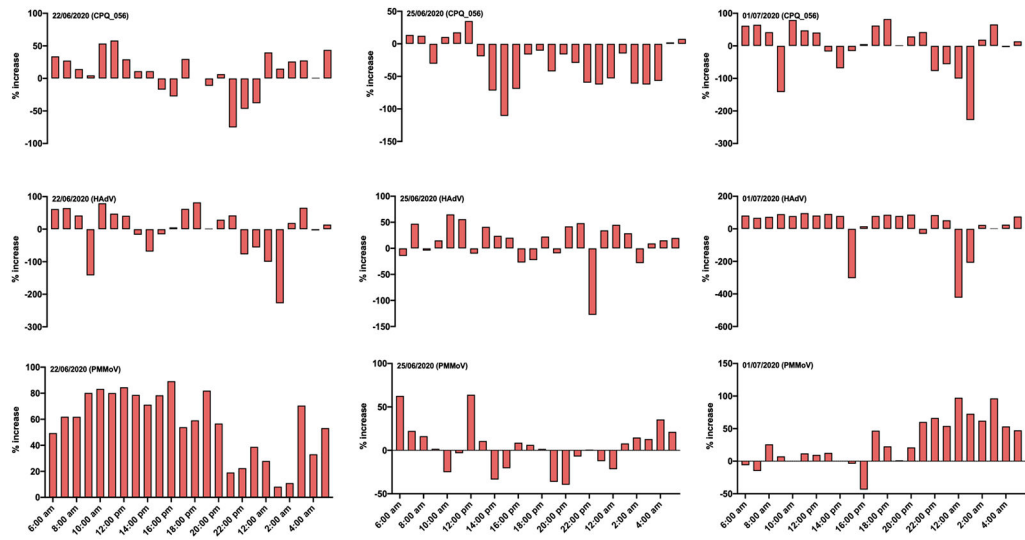 22/06/2020 (CPQ_056)
% increase
100
50
0
-50
-100
25/06/2020 (CPQ_056)
% increase
50
0
-50
-100
-150
01/07/2020 (CPQ_056)
% increase
100
0
-100
-200
-300
22/06/2020 (HAdV)
% increase
100
0
-100
-200
-300
25/06/2020 (HAdV)
% increase
100
50
0
-50
-100
-150
01/07/2020 (HAdV)
% increase
200
0
-200
-400
-600
22/06/2020 (PMMoV)
% increase
100
80
60
40
20
0
6:00 am
8:00 am
10:00 am
12:00 pm
14:00 pm
16:00 pm
18:00 pm
20:00 pm
22:00 pm
12:00 am
2:00 am
4:00 am
25/06/2020 (PMMoV)
% increase
100
50
0
-50
6:00 am
8:00 am
10:00 am
12:00 pm
14:00 pm
16:00 pm
18:00 pm
20:00 pm
22:00 pm
12:00 am
2:00 am
4:00 am
01/07/2020 (PMMoV)
% increase
150
100
50
0
-50
6:00 am
8:00 am
10:00 am
12:00 pm
14:00 pm
16:00 pm
18:00 pm
20:00 pm
22:00 pm
12:00 am
2:00 am
4:00 am